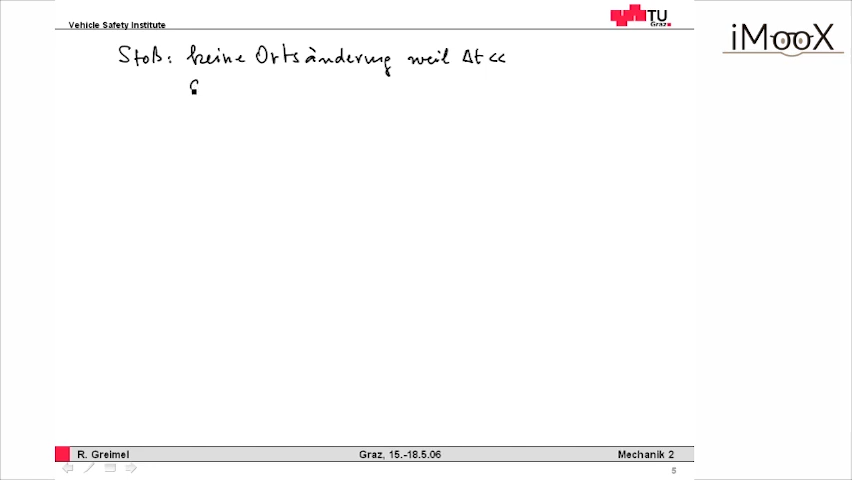 Vehicle Safety Institute
TU
Graz
iMooX
Stoß: keine Ortsänderung weil Δt <<
R. Greimel
Graz, 15.-18.5.06
Mechanik 2
5